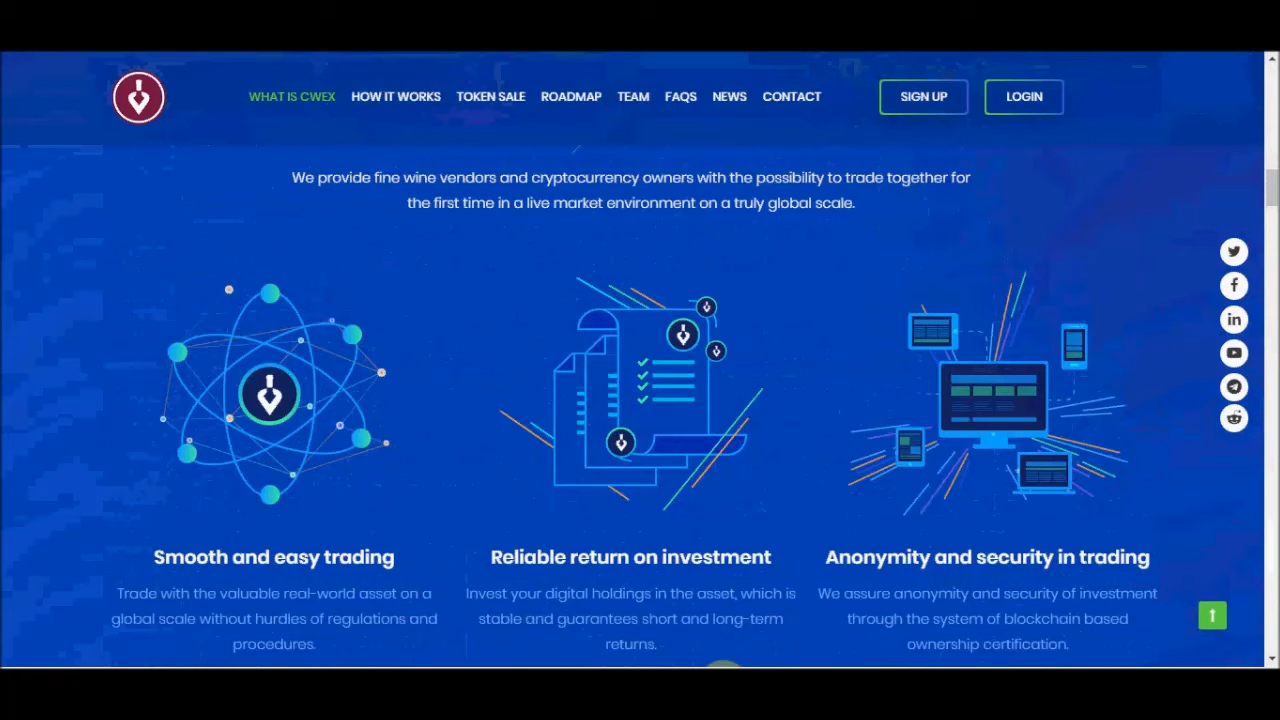 WHAT IS CWEX HOW IT WORKS TOKEN SALE ROADMAP TEAM FAQS NEWS CONTACT SIGN UP LOGIN
We provide fine wine vendors and cryptocurrency owners with the possibility to trade together for
the first time in a live market environment on a truly global scale.
Smooth and easy trading
Trade with the valuable real-world asset on a
global scale without hurdles of regulations and
procedures.
Reliable return on investment
Invest your digital holdings in the asset, which is
stable and guarantees short and long-term
returns.
Anonymity and security in trading
We assure anonymity and security of investment
through the system of blockchain based
ownership certification.